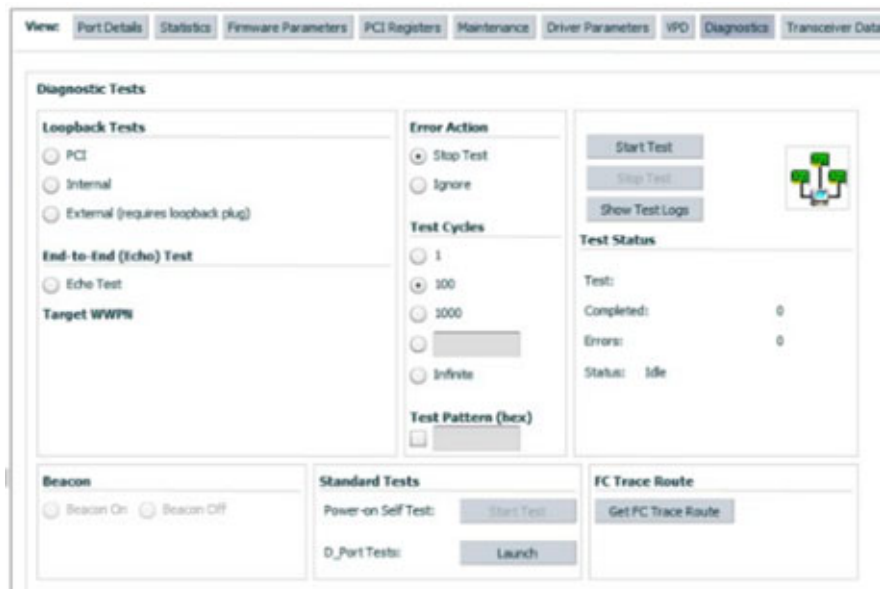 View: Port Details Statistics Firmware Parameters PCI Registers Maintenance Driver Parameters VPD Diagnostics Transceiver Data
Diagnostic Tests
Loopback Tests
PCI
Internal
External (requires loopback plug)
End-to-End (Echo) Test
Echo Test
Target WWPN
Error Action
Stop Test
Ignore
Test Cycles
1
100
1000
Infinite
Test Pattern (hex)
Start Test
Stop Test
Show Test Logs
Test Status
Test:
Completed: 0
Errors: 0
Status: Idle
Beacon
Beacon On Beacon Off
Standard Tests
Power-on Self Test: Start Test
D_Port Tests: Launch
FC Trace Route
Get FC Trace Route